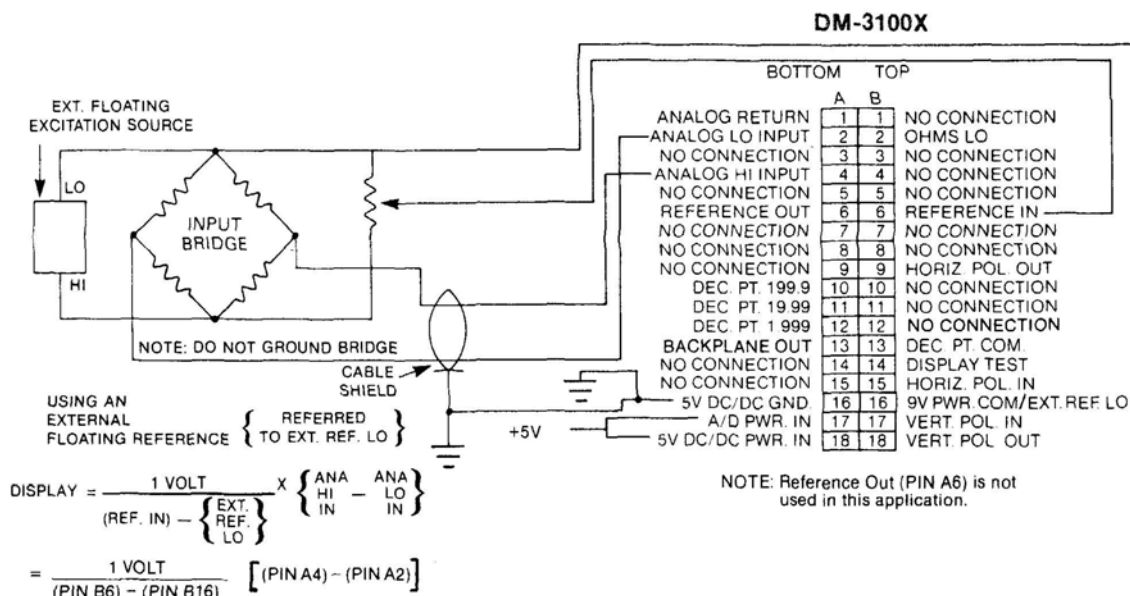 DM-3100X
BOTTOM TOP
A B
EXT. FLOATING
EXCITATION SOURCE
LO
HI
INPUT
BRIDGE
NOTE: DO NOT GROUND BRIDGE
CABLE
SHIELD
ANALOG RETURN 1 1 NO CONNECTION
ANALOG LO INPUT 2 2 OHMS LO
NO CONNECTION 3 3 NO CONNECTION
ANALOG HI INPUT 4 4 NO CONNECTION
NO CONNECTION 5 5 NO CONNECTION
REFERENCE OUT 6 6 REFERENCE IN
NO CONNECTION 7 7 NO CONNECTION
NO CONNECTION 8 8 NO CONNECTION
NO CONNECTION 9 9 HORIZ. POL. OUT
DEC. PT. 199.9 10 10 NO CONNECTION
DEC. PT. 19.99 11 11 NO CONNECTION
DEC. PT. 1.999 12 12 NO CONNECTION
BACKPLANE OUT 13 13 DEC. PT. COM.
NO CONNECTION 14 14 DISPLAY TEST
NO CONNECTION 15 15 HORIZ. POL. IN
5V DC/DC GND. 16 16 9V PWR.COM/EXT.REF. LO
A/D PWR. IN 17 17 VERT. POL. IN
5V DC/DC PWR. IN 18 18 VERT. POL OUT
+5V
USING AN
EXTERNAL
FLOATING REFERENCE { REFERRED
TO EXT. REF. LO }
DISPLAY = 1 VOLT / (REF. IN) – { EXT. REF. LO } X { ANA HI IN – ANA LO IN }
= 1 VOLT / (PIN B6) – (PIN B16) [(PIN A4) – (PIN A2)]
NOTE: Reference Out (PIN A6) is not
used in this application.